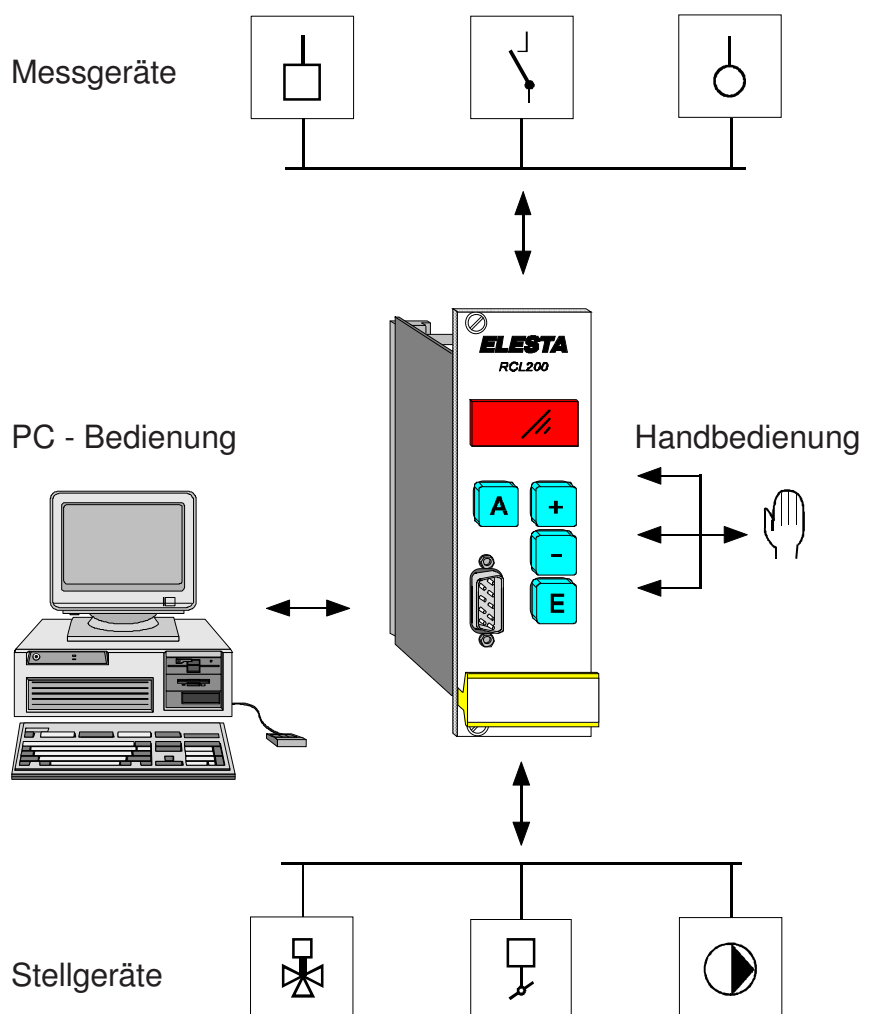 Messgeräte
ELESTA
RCL200
PC - Bedienung
Handbedienung
A
+
-
E
Stellgeräte